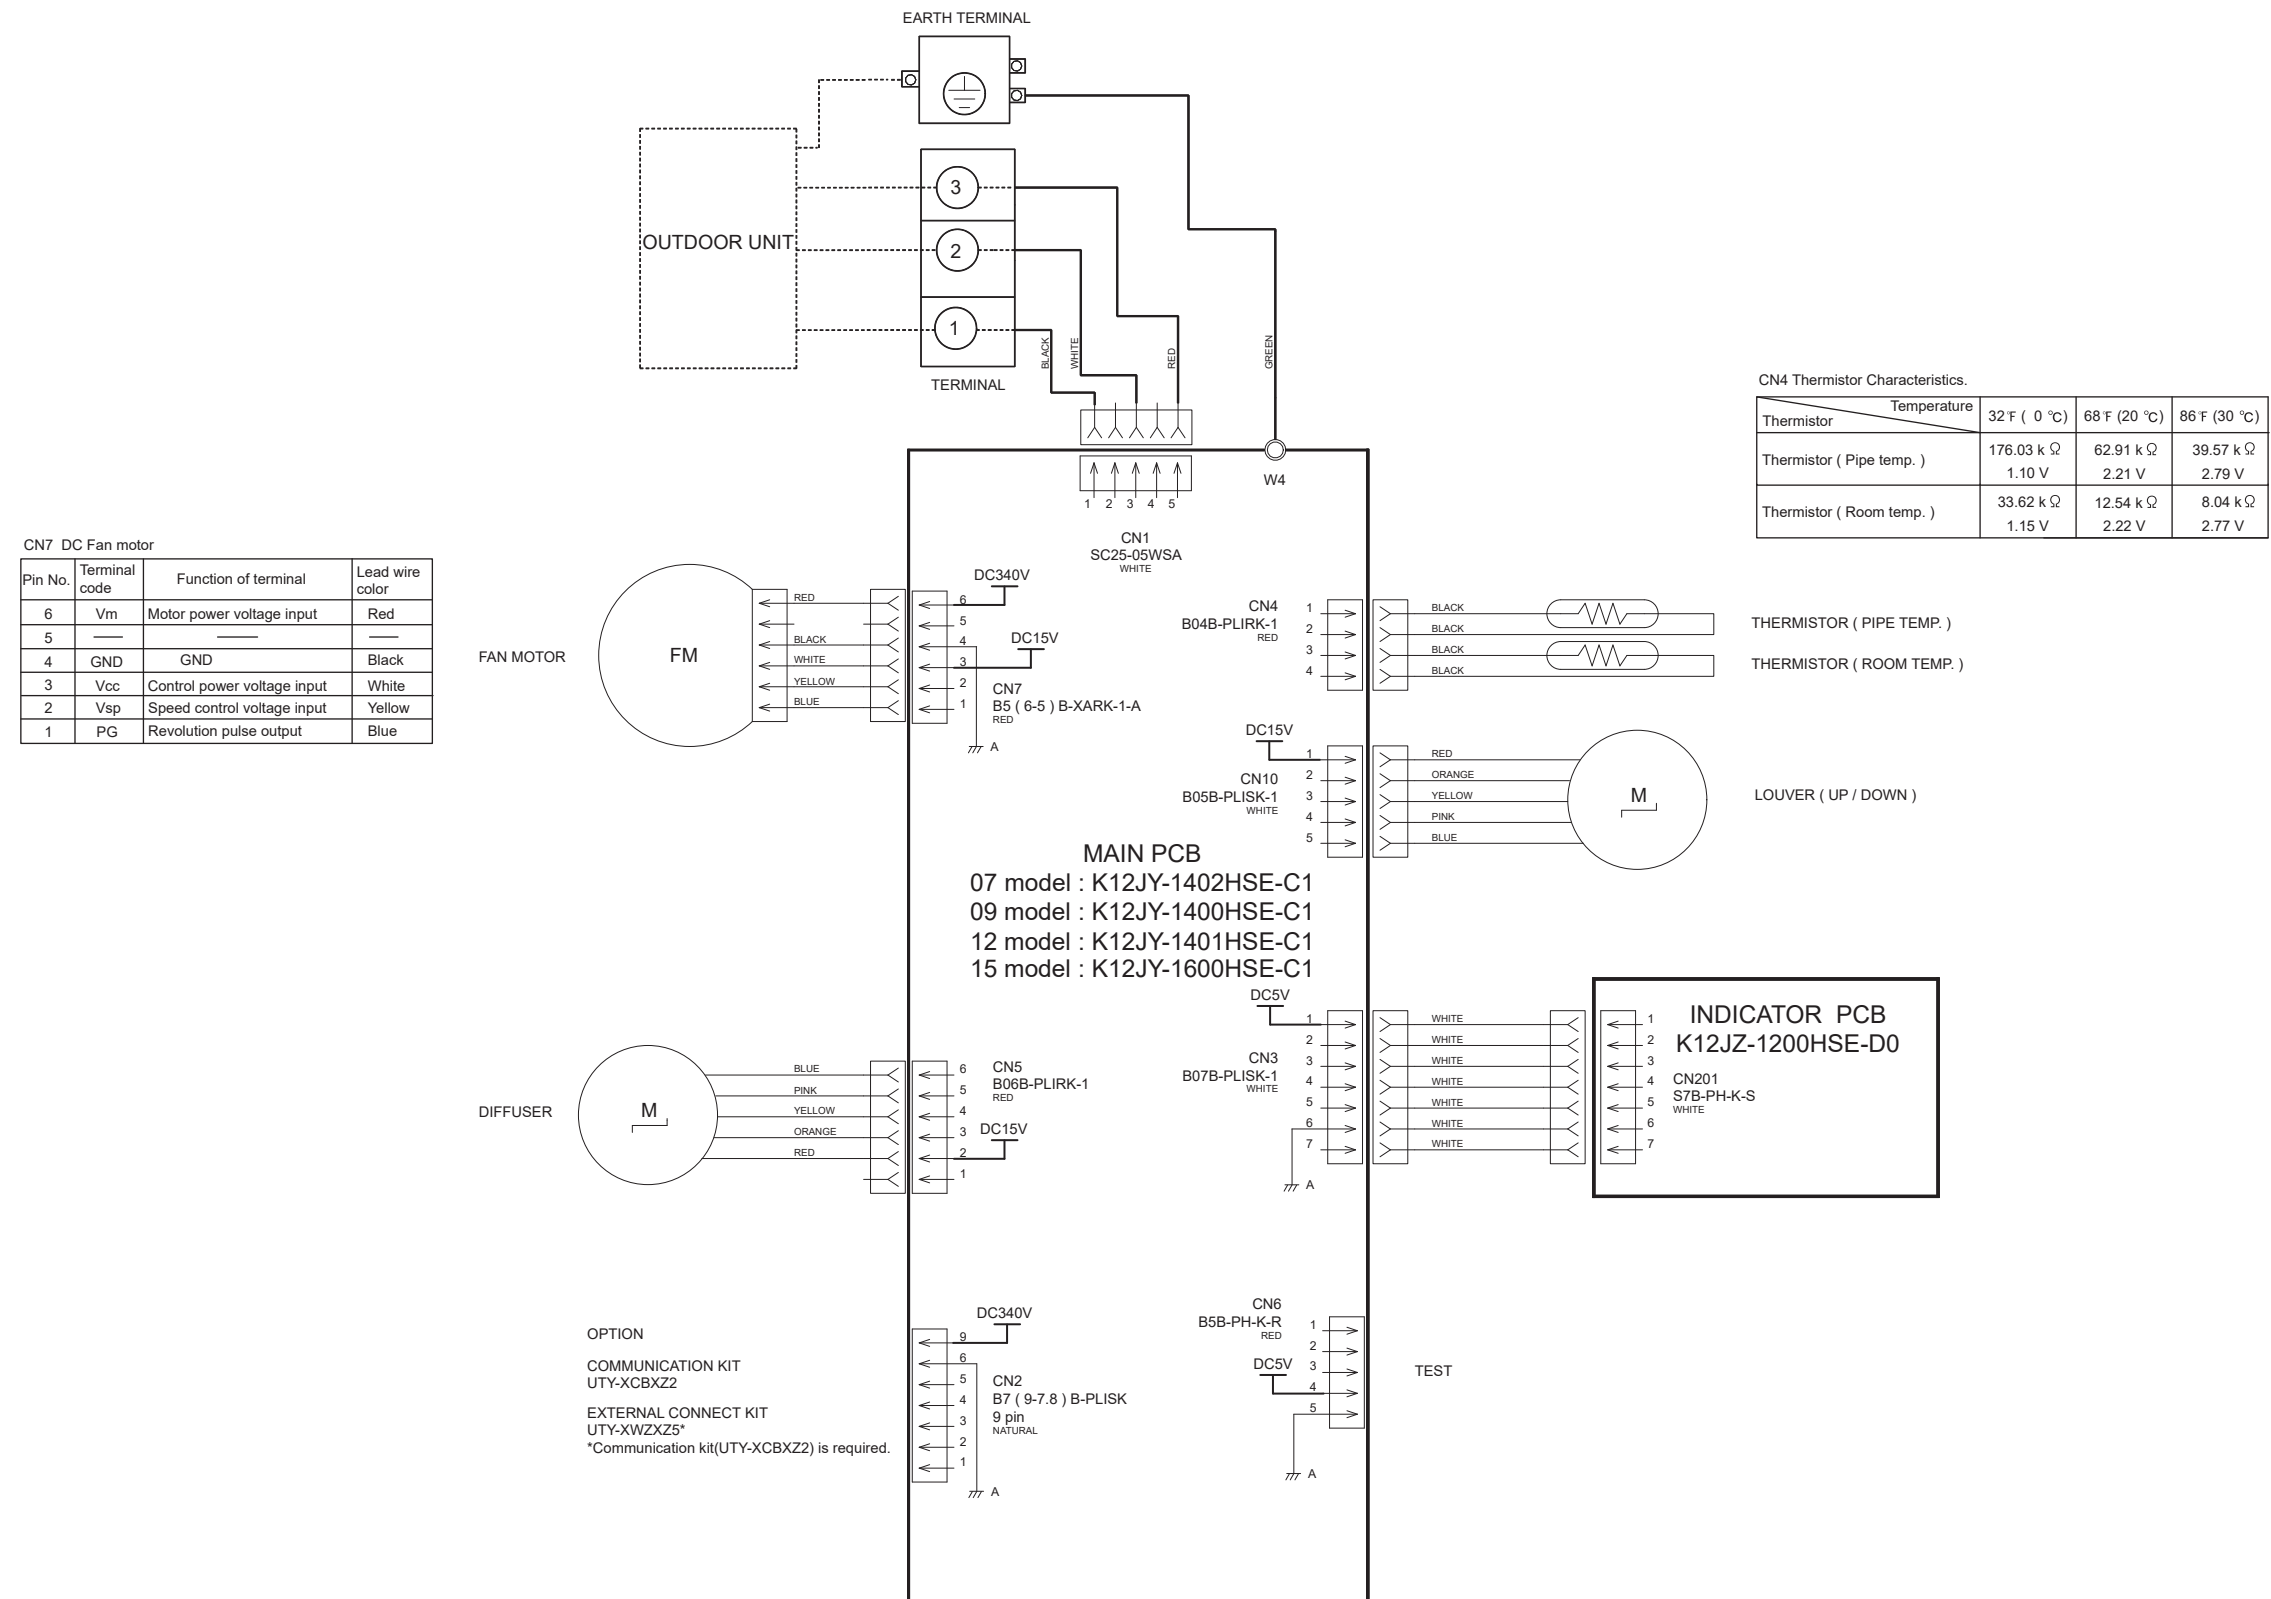 EARTH TERMINAL
3
OUTDOOR UNIT
2
1
BLACK
WHITE
RED
GREEN
TERMINAL
W4
1 2 3 4 5
CN1
SC25-05WSA
WHITE
CN4 Thermistor Characteristics.
Temperature
Thermistor
32°F ( 0 °C)
68°F (20 °C)
86°F (30 °C)
Thermistor ( Pipe temp. )
176.03 k Ω
62.91 k Ω
39.57 k Ω
1.10 V
2.21 V
2.79 V
Thermistor ( Room temp. )
33.62 k Ω
12.54 k Ω
8.04 k Ω
1.15 V
2.22 V
2.77 V
CN7 DC Fan motor
Pin No.
Terminal code
Function of terminal
Lead wire color
6 Vm Motor power voltage input Red
5
4 GND GND Black
3 Vcc Control power voltage input White
2 Vsp Speed control voltage input Yellow
1 PG Revolution pulse output Blue
FAN MOTOR
FM
RED
BLACK
WHITE
YELLOW
BLUE
DC340V
6
5
4
DC15V
3
2
1
CN7
B5 ( 6-5 ) B-XARK-1-A
RED
A
CN4
B04B-PLIRK-1
RED
1
2
3
4
BLACK
BLACK
BLACK
BLACK
THERMISTOR ( PIPE TEMP. )
THERMISTOR ( ROOM TEMP. )
DC15V
CN10
B05B-PLISK-1
WHITE
1
2
3
4
5
RED
ORANGE
YELLOW
PINK
BLUE
M
LOUVER ( UP / DOWN )
MAIN PCB
07 model : K12JY-1402HSE-C1
09 model : K12JY-1400HSE-C1
12 model : K12JY-1401HSE-C1
15 model : K12JY-1600HSE-C1
DC5V
CN3
B07B-PLISK-1
WHITE
1
2
3
4
5
6
7
A
WHITE
WHITE
WHITE
WHITE
WHITE
WHITE
WHITE
1
2
3
4
5
6
7
INDICATOR PCB
K12JZ-1200HSE-D0
CN201
S7B-PH-K-S
WHITE
DIFFUSER
M
BLUE
PINK
YELLOW
ORANGE
RED
6
5
4
3
2
1
CN5
B06B-PLIRK-1
RED
DC15V
OPTION
COMMUNICATION KIT
UTY-XCBXZ2
EXTERNAL CONNECT KIT
UTY-XWZXZ5*
*Communication kit(UTY-XCBXZ2) is required.
DC340V
9
6
5
4
3
2
1
CN2
B7 ( 9-7.8 ) B-PLISK
9 pin
NATURAL
A
CN6
B5B-PH-K-R
RED
DC5V
1
2
3
4
5
A
TEST